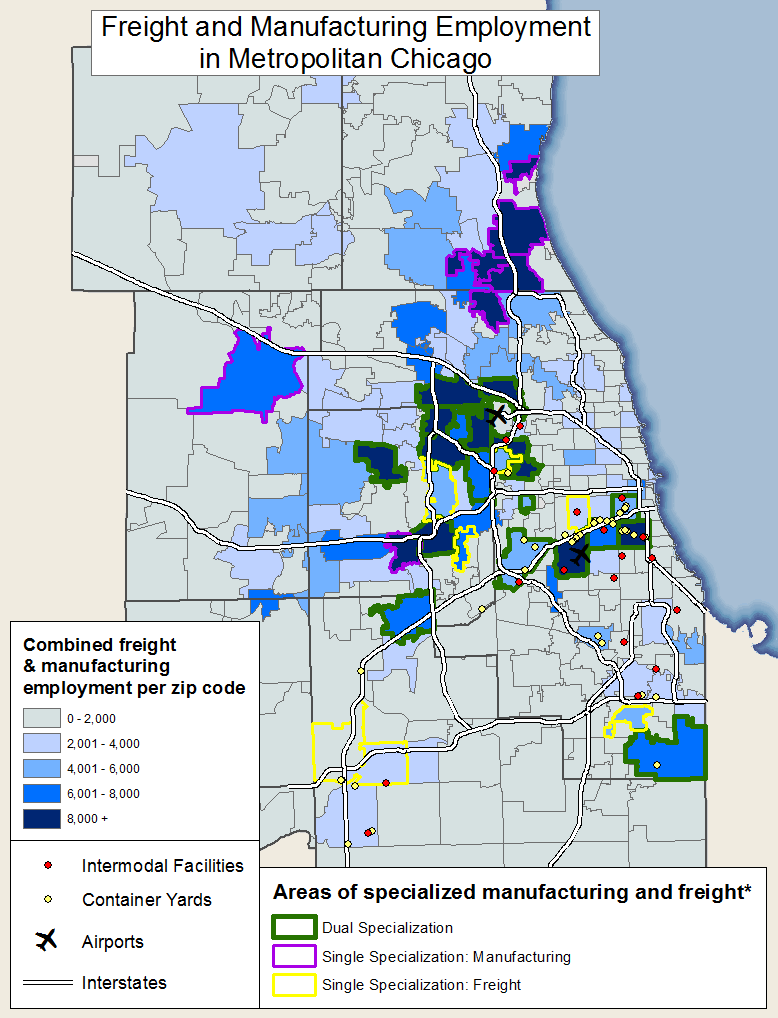 Freight and Manufacturing Employment
in Metropolitan Chicago
Combined freight
& manufacturing
employment per zip code
0 - 2,000
2,001 - 4,000
4,001 - 6,000
6,001 - 8,000
8,000 +
Intermodal Facilities
Container Yards
Airports
Interstates
Areas of specialized manufacturing and freight*
Dual Specialization
Single Specialization: Manufacturing
Single Specialization: Freight